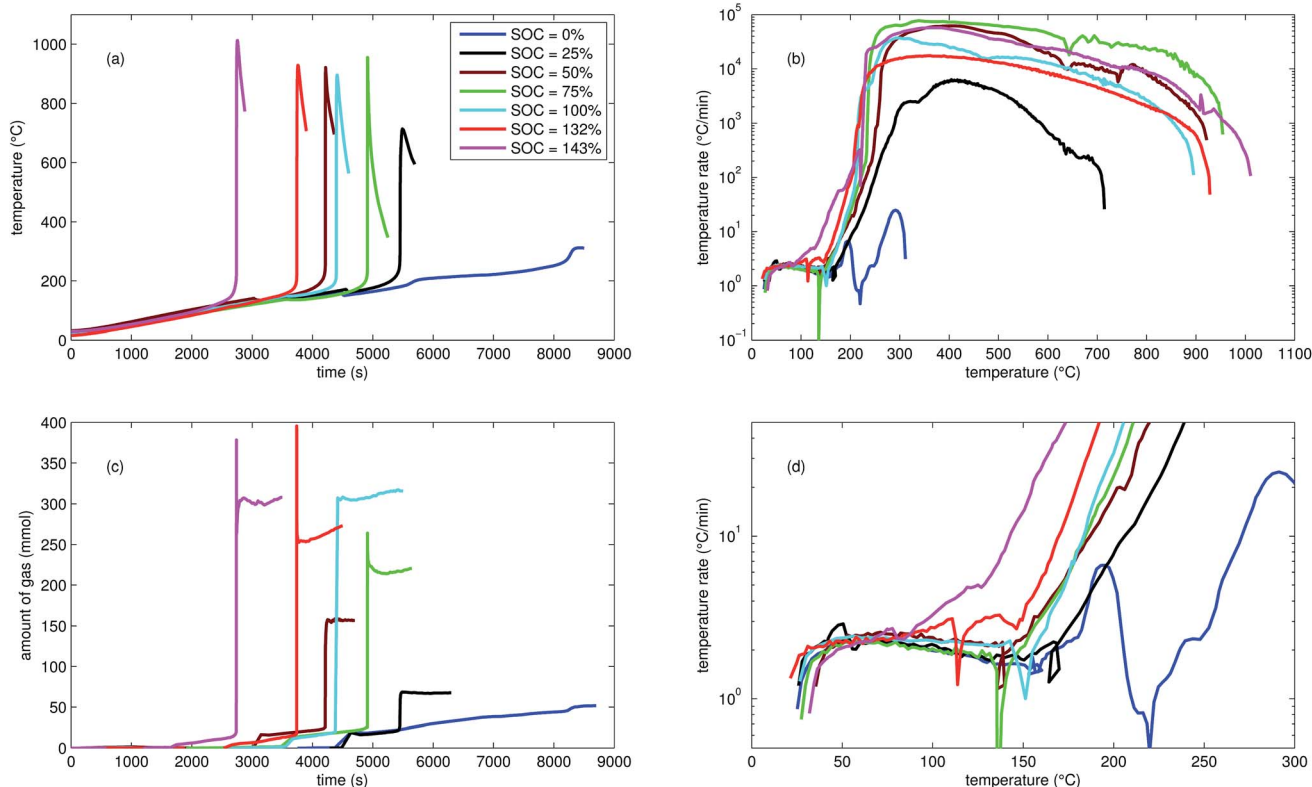 (a)
SOC = 0%
SOC = 25%
SOC = 50%
SOC = 75%
SOC = 100%
SOC = 132%
SOC = 143%
temperature (°C)
1000
800
600
400
200
0
0 1000 2000 3000 4000 5000 6000 7000 8000 9000
time (s)
(b)
temperature rate (°C/min)
10^5
10^4
10^3
10^2
10^1
10^0
10^-1
0 100 200 300 400 500 600 700 800 900 1000 1100
temperature (°C)
(c)
amount of gas (mmol)
400
350
300
250
200
150
100
50
0
0 1000 2000 3000 4000 5000 6000 7000 8000 9000
time (s)
(d)
temperature rate (°C/min)
10^1
10^0
0 50 100 150 200 250 300
temperature (°C)